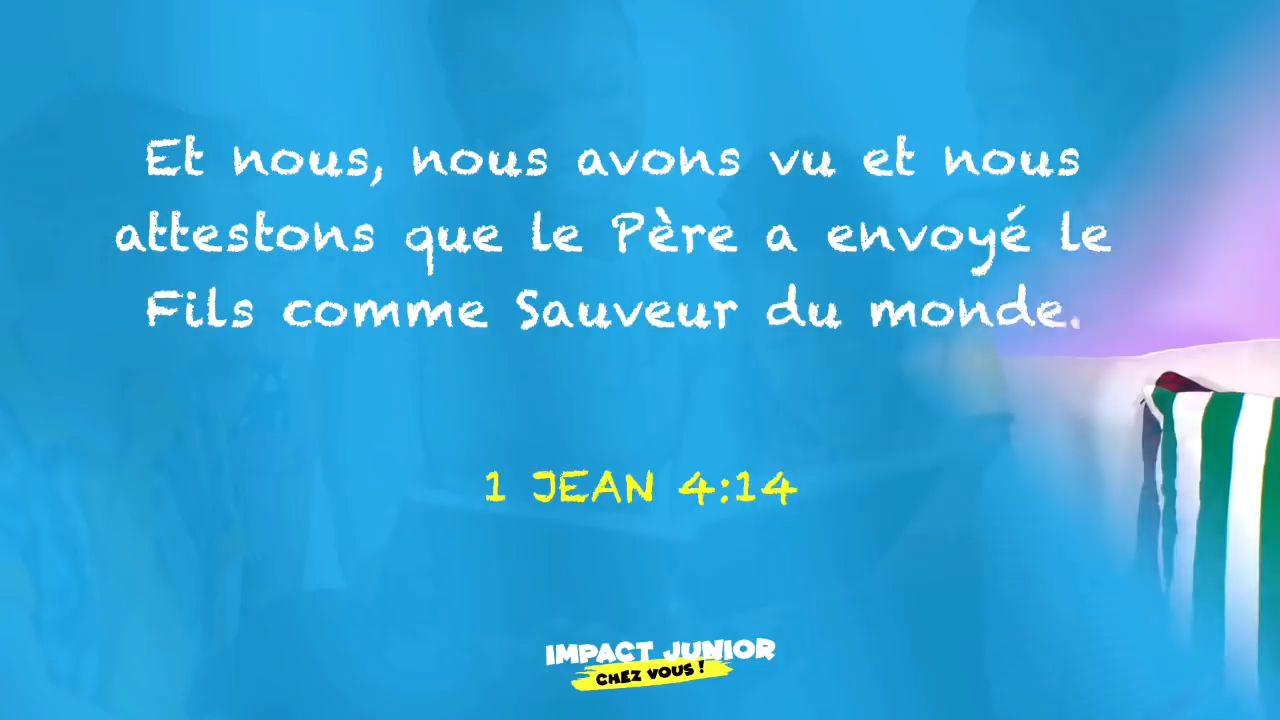 Et nous, nous avons vu et nous
attestons que le Père a envoyé le
Fils comme Sauveur du monde.
1 JEAN 4:14
IMPACT JUNIOR
CHEZ VOUS !